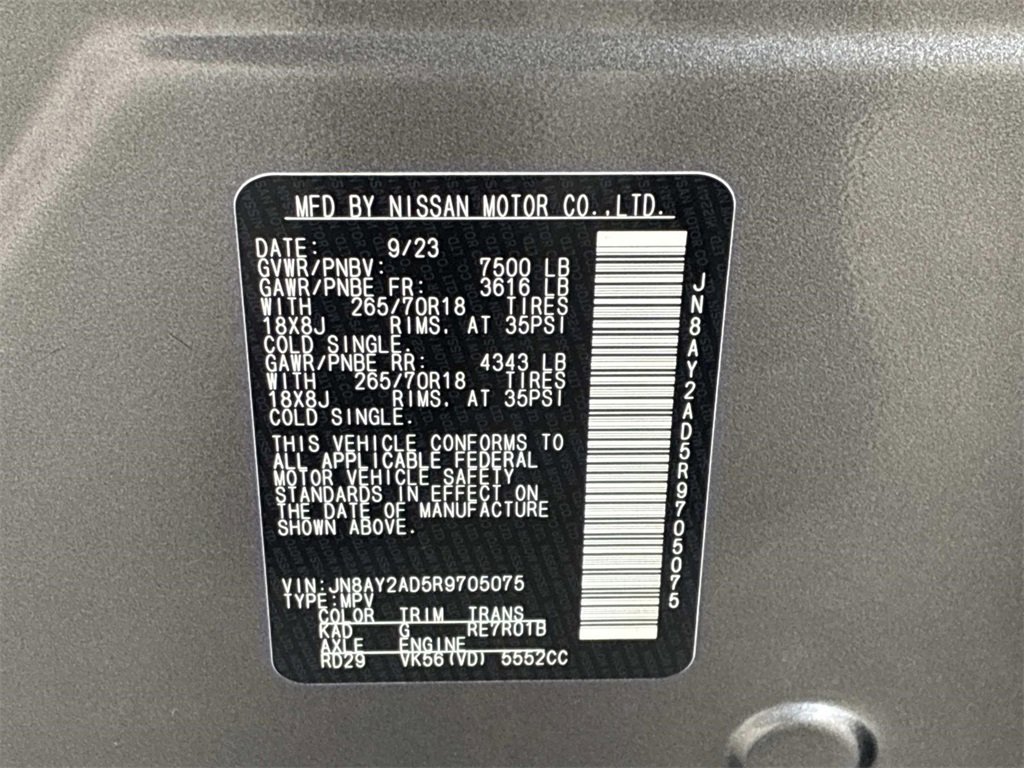 MFD BY NISSAN MOTOR CO.,LTD.
DATE: 9/23
GVWR/PNBV: 7500 LB
GAWR/PNBE FR: 3616 LB
WITH 265/70R18 TIRES
18X8J RIMS. AT 35PSI
COLD SINGLE.
GAWR/PNBE RR: 4343 LB
WITH 265/70R18 TIRES
18X8J RIMS. AT 35PSI
COLD SINGLE.
THIS VEHICLE CONFORMS TO
ALL APPLICABLE FEDERAL
MOTOR VEHICLE SAFETY
STANDARDS IN EFFECT ON
THE DATE OF MANUFACTURE
SHOWN ABOVE.
VIN:JN8AY2AD5R9705075
TYPE:MPV
COLOR TRIM TRANS
KAD G RE7R01B
AXLE ENGINE
RD29 VK56(VD) 5552CC
JN8AY2AD5R9705075